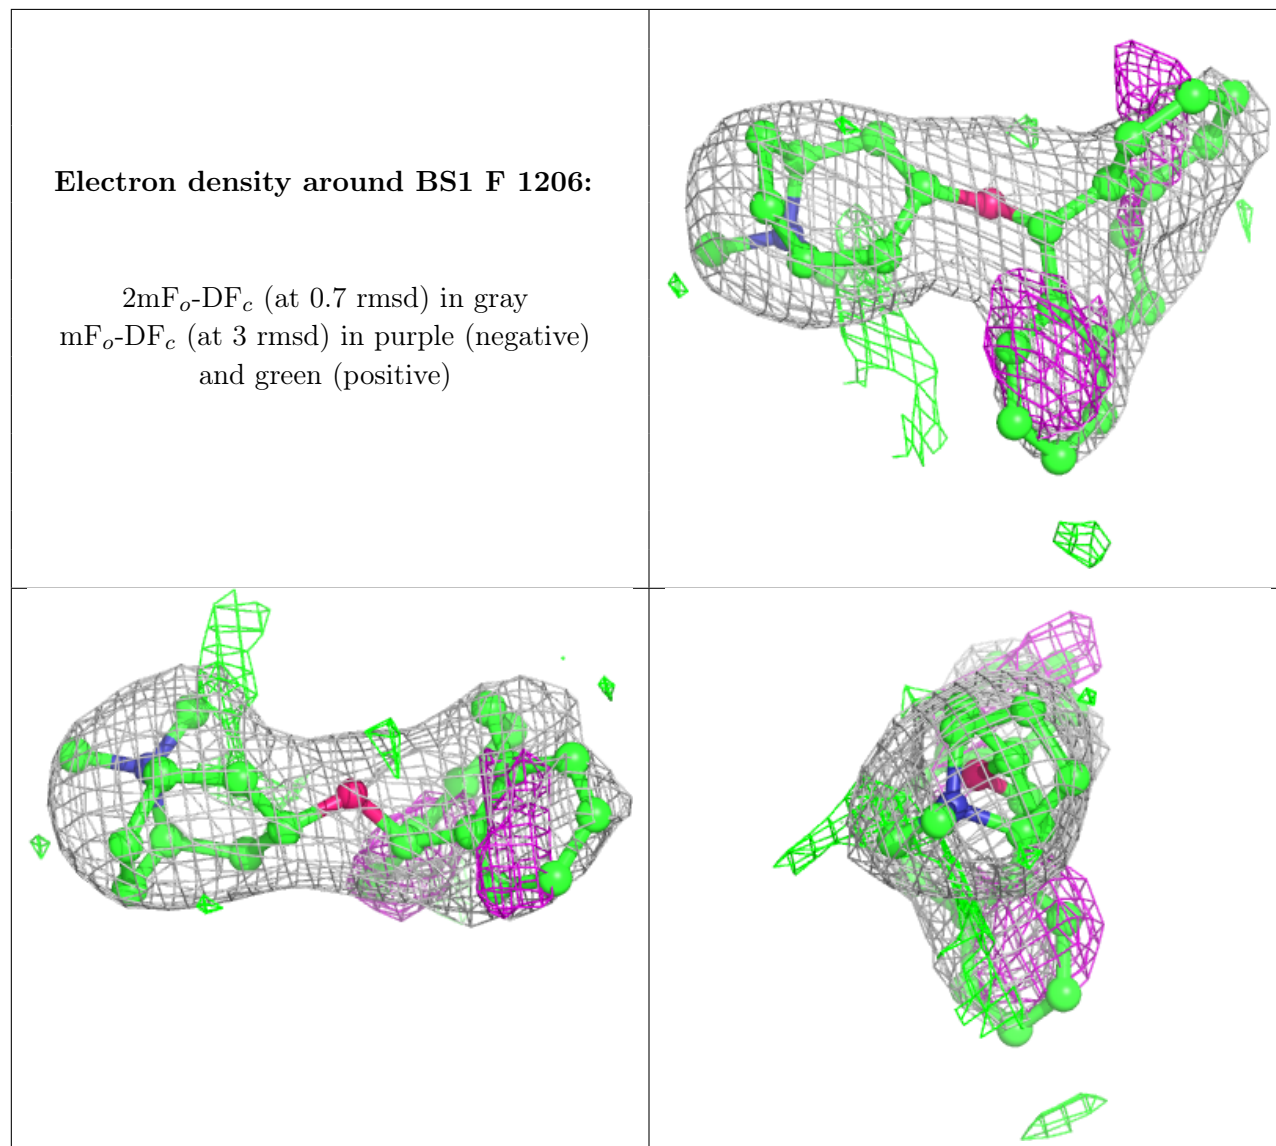 Electron density around BS1 F 1206:
2mFo-DFc (at 0.7 rmsd) in gray
mFo-DFc (at 3 rmsd) in purple (negative)
and green (positive)